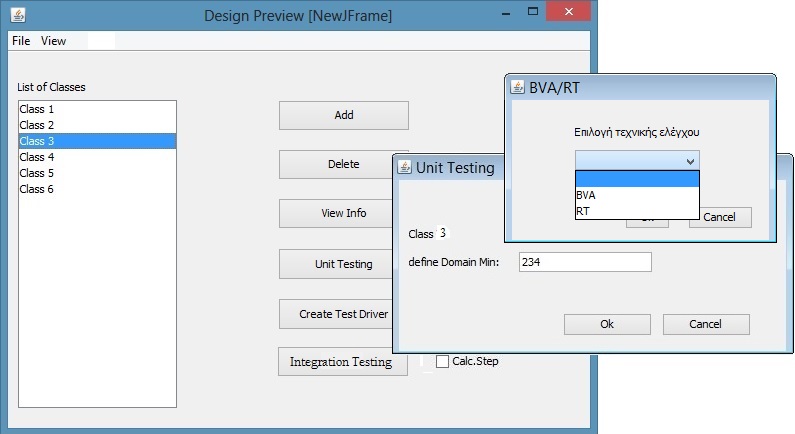 Design Preview [NewJFrame]
File View
List of Classes
Class 1
Class 2
Class 3
Class 4
Class 5
Class 6
Add
Delete
View Info
Unit Testing
Create Test Driver
Integration Testing
Calc.Step
BVA/RT
Επιλογή τεχνικής ελέγχου
BVA
RT
Cancel
Unit Testing
Class 3
define Domain Min: 234
Ok Cancel